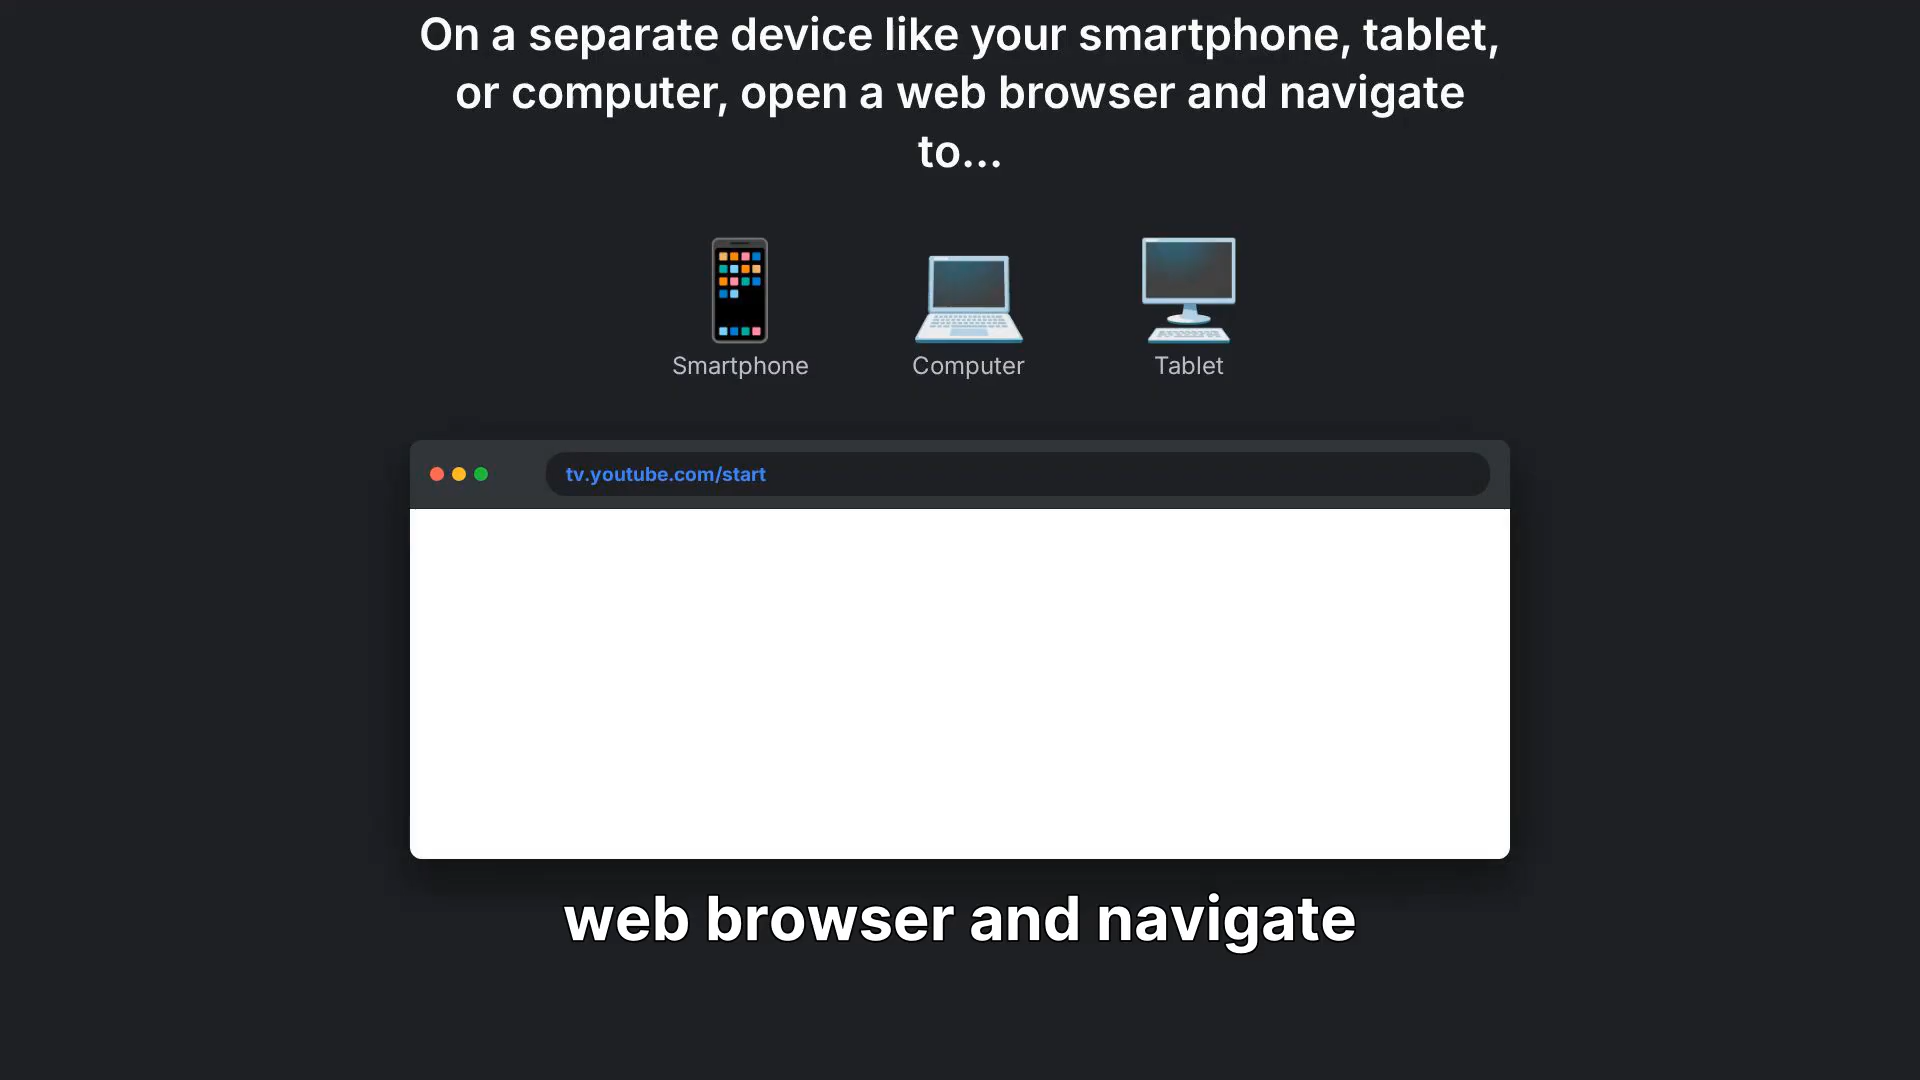 On a separate device like your smartphone, tablet,
or computer, open a web browser and navigate
to...
Smartphone
Computer
Tablet
tv.youtube.com/start
web browser and navigate